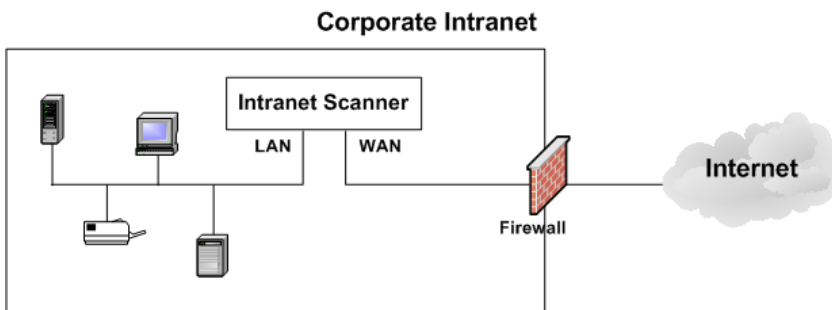 Corporate Intranet
Intranet Scanner
LAN
WAN
Internet
Firewall